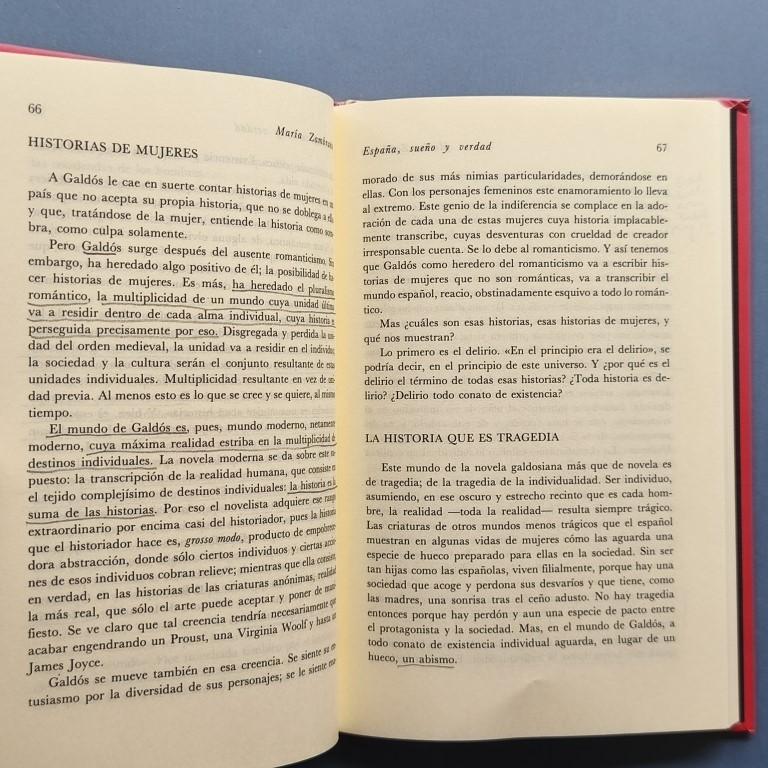 66
María Zambrano
HISTORIAS DE MUJERES
A Galdós le cae en suerte contar historias de mujeres en un
país que no acepta su propia historia, que no se doblega a ella
y que, tratándose de la mujer, entiende la historia como som-
bra, como culpa solamente.
Pero Galdós surge después del ausente romanticismo. Sin
embargo, ha heredado algo positivo de él; la posibilidad de ha-
cer historias de mujeres. Es más, ha heredado el pluralismo
romántico, la multiplicidad de un mundo cuya unidad última
va a residir dentro de cada alma individual, cuya historia es
perseguida precisamente por eso. Disgregada y perdida la uni-
dad del orden medieval, la unidad va a residir en el individuo,
la sociedad y la cultura serán el conjunto resultante de estas
unidades individuales. Multiplicidad resultante en vez de uni-
dad previa. Al menos esto es lo que se cree y se quiere, al mismo
tiempo.
El mundo de Galdós es, pues, mundo moderno, netamente
moderno, cuya máxima realidad estriba en la multiplicidad de
destinos individuales. La novela moderna se da sobre este su-
puesto: la transcripción de la realidad humana, que consiste en
el tejido complejísimo de destinos individuales: la historia es la
suma de las historias. Por eso el novelista adquiere ese rango
extraordinario por encima casi del historiador, pues la historia
que el historiador hace es, grosso modo, producto de empobrece-
dora abstracción, donde sólo ciertos individuos y ciertas accio-
nes de esos individuos cobran relieve; mientras que ella consiste,
en verdad, en las historias de las criaturas anónimas, realidad
la más real, que sólo el arte puede aceptar y poner de mani-
fiesto. Se ve claro que tal creencia tendría necesariamente que
acabar engendrando un Proust, una Virginia Woolf y hasta un
James Joyce.
Galdós se mueve también en esa creencia. Se siente su en-
tusiasmo por la diversidad de sus personajes; se le siente ena-
España, sueño y verdad
67
morado de sus más nimias particularidades, demorándose en
ellas. Con los personajes femeninos este enamoramiento lo lleva
al extremo. Este genio de la indiferencia se complace en la ado-
ración de cada una de estas mujeres cuya historia implacable-
mente transcribe, cuyas desventuras con crueldad de creador
irresponsable cuenta. Se lo debe al romanticismo. Y así tenemos
que Galdós como heredero del romanticismo va a escribir his-
torias de mujeres que no son románticas, va a transcribir el
mundo español, reacio, obstinadamente esquivo a todo lo román-
tico.
Mas ¿cuáles son esas historias, esas historias de mujeres, y
qué nos muestran?
Lo primero es el delirio. «En el principio era el delirio», se
podría decir, en el principio de este universo. Y ¿por qué es el
delirio el término de todas esas historias? ¿Toda historia es de-
lirio? ¿Delirio todo conato de existencia?
LA HISTORIA QUE ES TRAGEDIA
Este mundo de la novela galdosiana más que de novela es
de tragedia; de la tragedia de la individualidad. Ser individuo,
asumiendo, en ese oscuro y estrecho recinto que es cada hom-
bre, la realidad —toda la realidad— resulta siempre trágico.
Las criaturas de otros mundos menos trágicos que el español
muestran en algunas vidas de mujeres cómo las aguarda una
especie de hueco preparado para ellas en la sociedad. Sin ser
tan hijas como las españolas, viven filialmente, porque hay una
sociedad que acoge y perdona sus desvaríos y que tiene, como
las madres, una sonrisa tras el ceño adusto. No hay tragedia
entonces porque hay perdón y aun una especie de pacto entre
el protagonista y la sociedad. Mas, en el mundo de Galdós, a
todo conato de existencia individual aguarda, en lugar de un
hueco, un abismo.